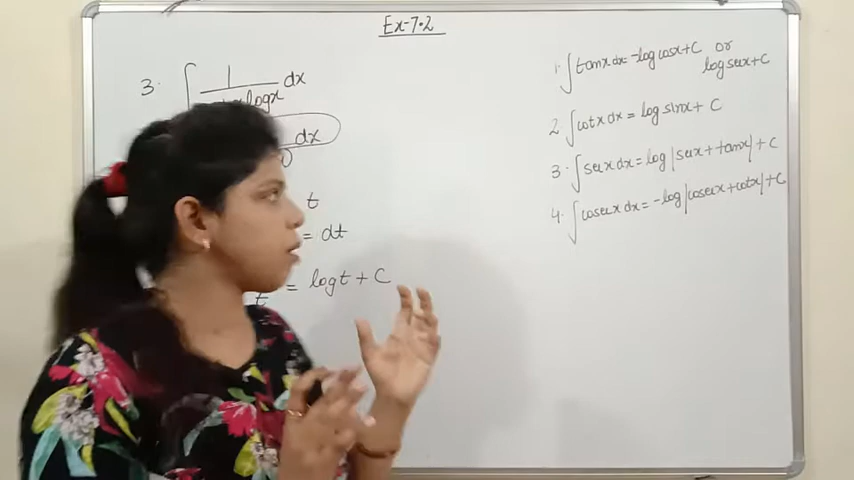 Ex-7.2
3. ∫ 1/ logx dx
dx
t
= dt
t = logt + C
1. ∫ tanx dx = -log cosx + C or
log secx + C
2 ∫ cotx dx = log sinx + C
3. ∫ secx dx = log |secx + tanx| + C
4. ∫ cosecx dx = -log |cosecx + cotx| + C